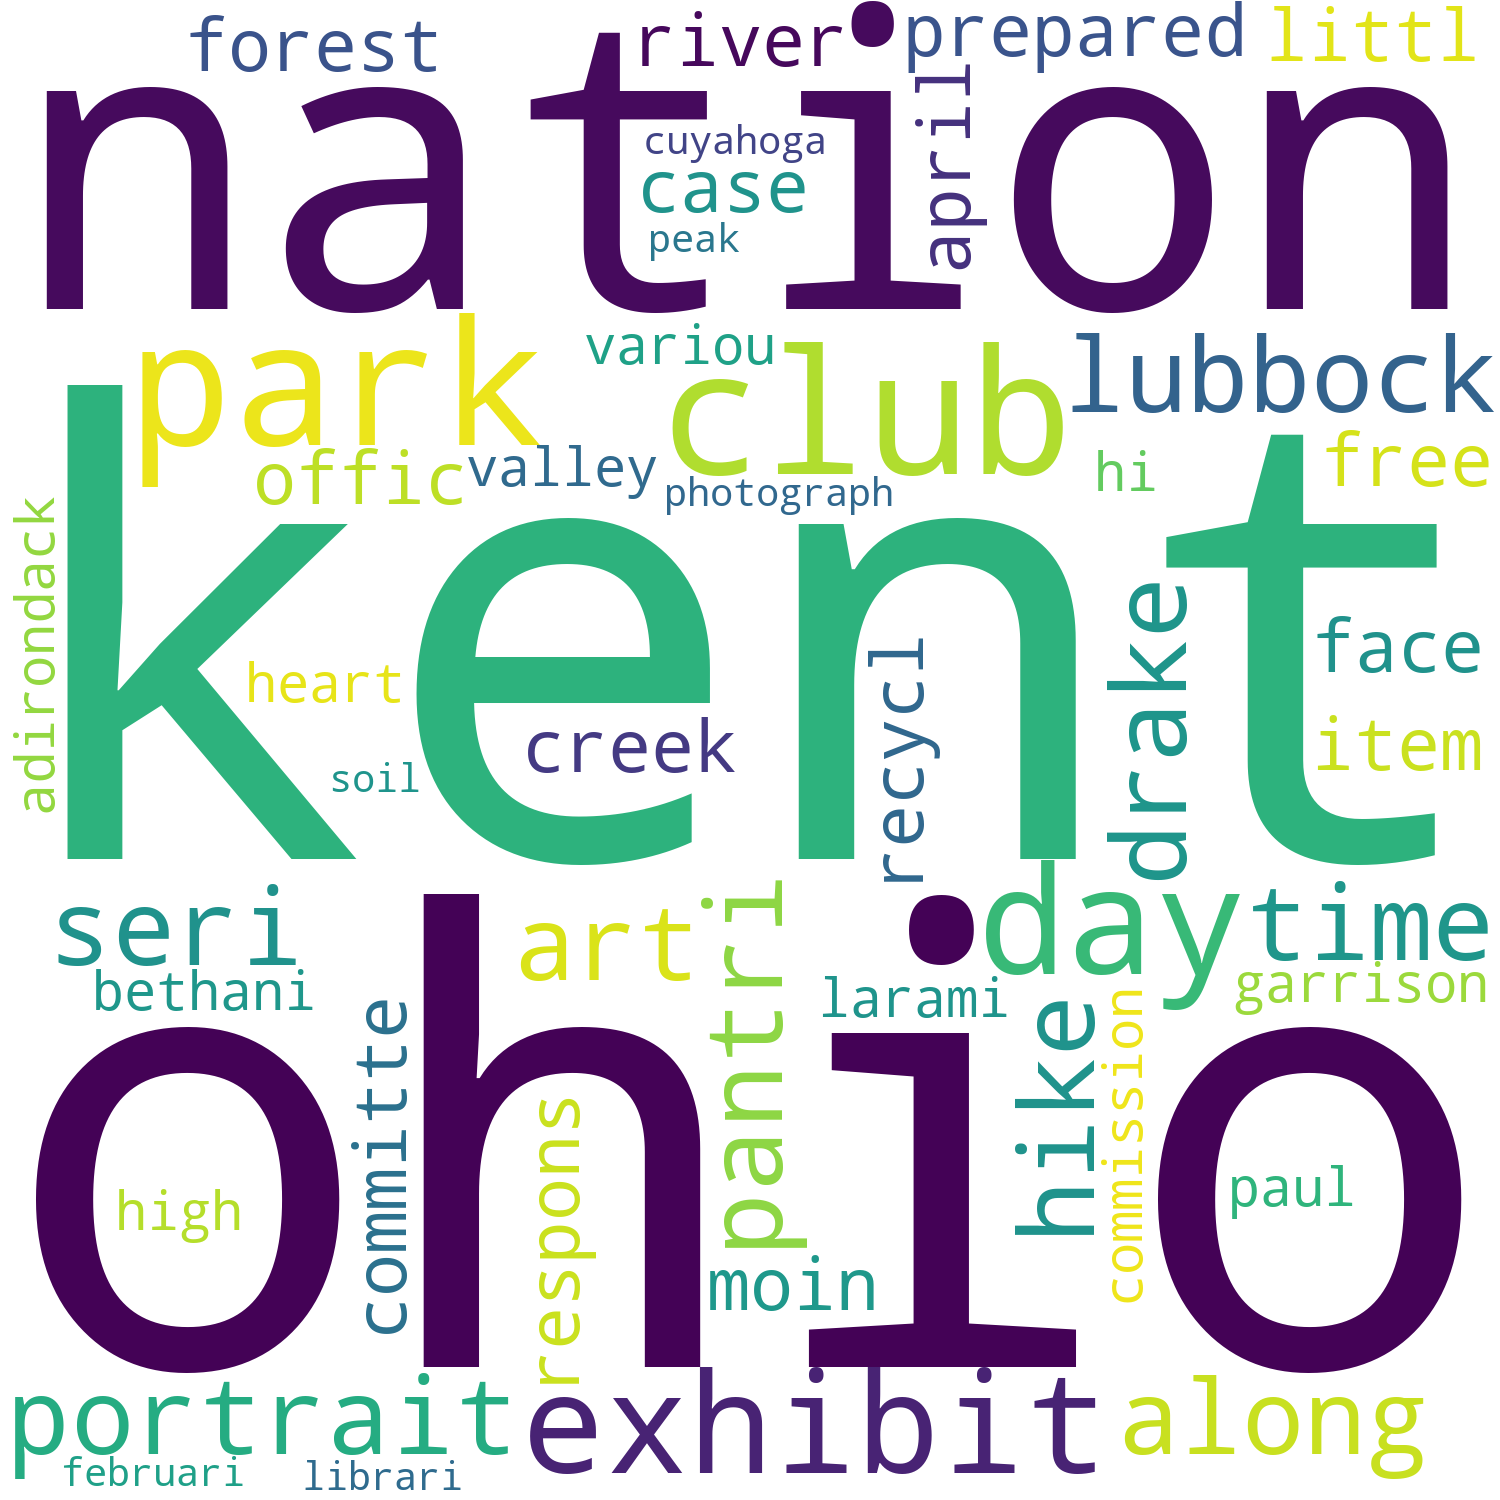 forest
river
prepared
littl
nation
cuyahoga
case
peak
april
park
variou
club
lubbock
offic
valley
photograph
hi
free
kent
adirondack
heart
soil
creek
recycl
drake
face
item
seri
art
pantri
day
time
bethani
larami
garrison
ohio
committe
respons
hike
commission
high
paul
moin
portrait
exhibit
along
februari
librari